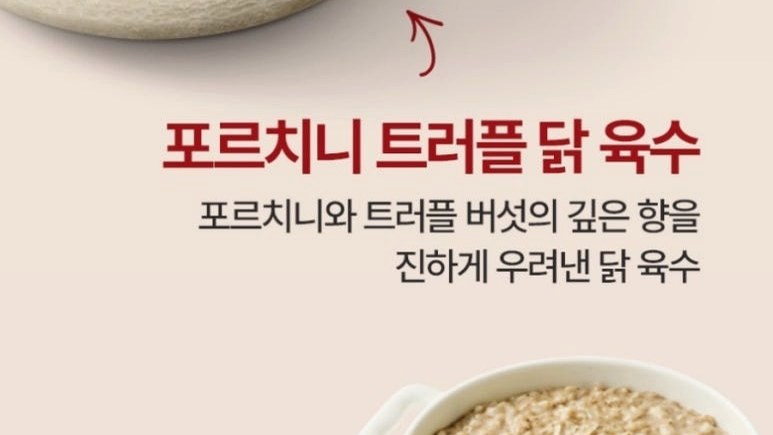 포르치니 트러플 닭 육수
포르치니와 트러플 버섯의 깊은 향을
진하게 우려낸 닭 육수